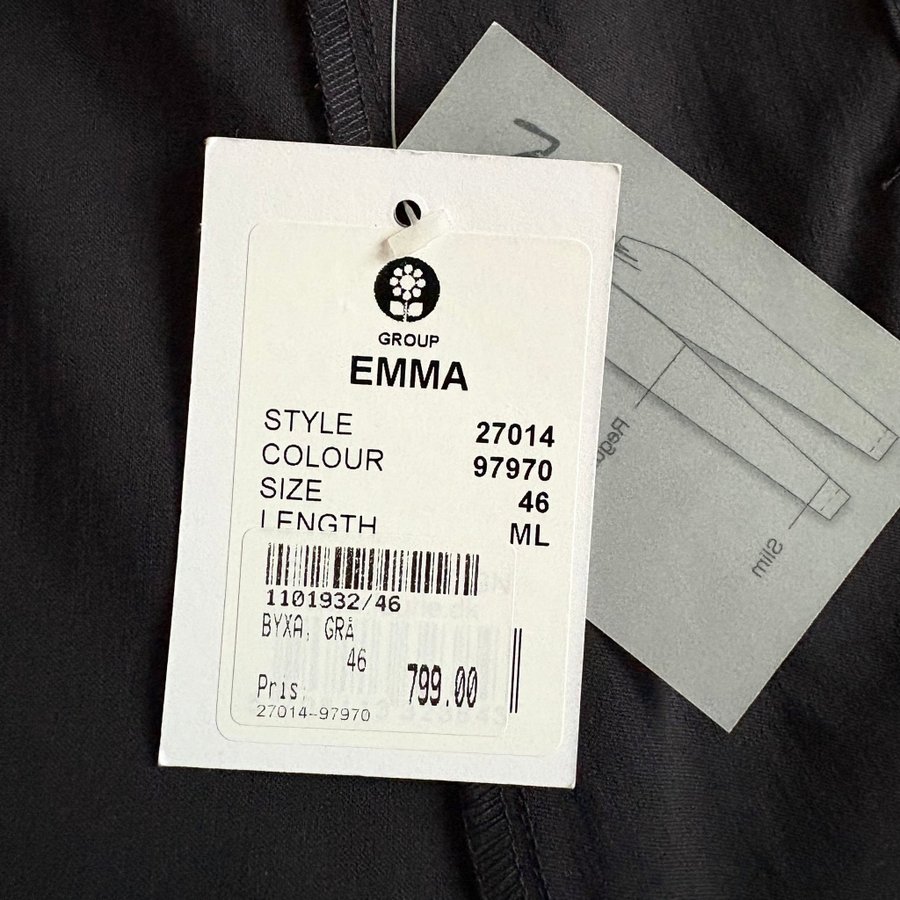 GROUP
EMMA
STYLE 27014
COLOUR 97970
SIZE 46
LENGTH ML
1101932/46
BYXA, GRÅ
46
Pris: 799.00
27014-97970
Slim